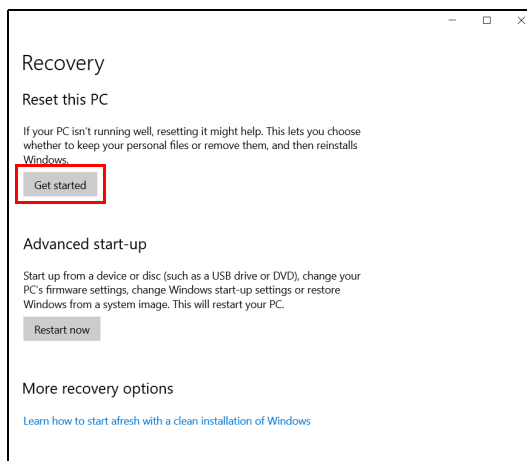 Recovery
Reset this PC
If your PC isn't running well, resetting it might help. This lets you choose
whether to keep your personal files or remove them, and then reinstalls
Windows.
Get started
Advanced start-up
Start up from a device or disc (such as a USB drive or DVD), change your
PC's firmware settings, change Windows start-up settings or restore
Windows from a system image. This will restart your PC.
Restart now
More recovery options
Learn how to start afresh with a clean installation of Windows